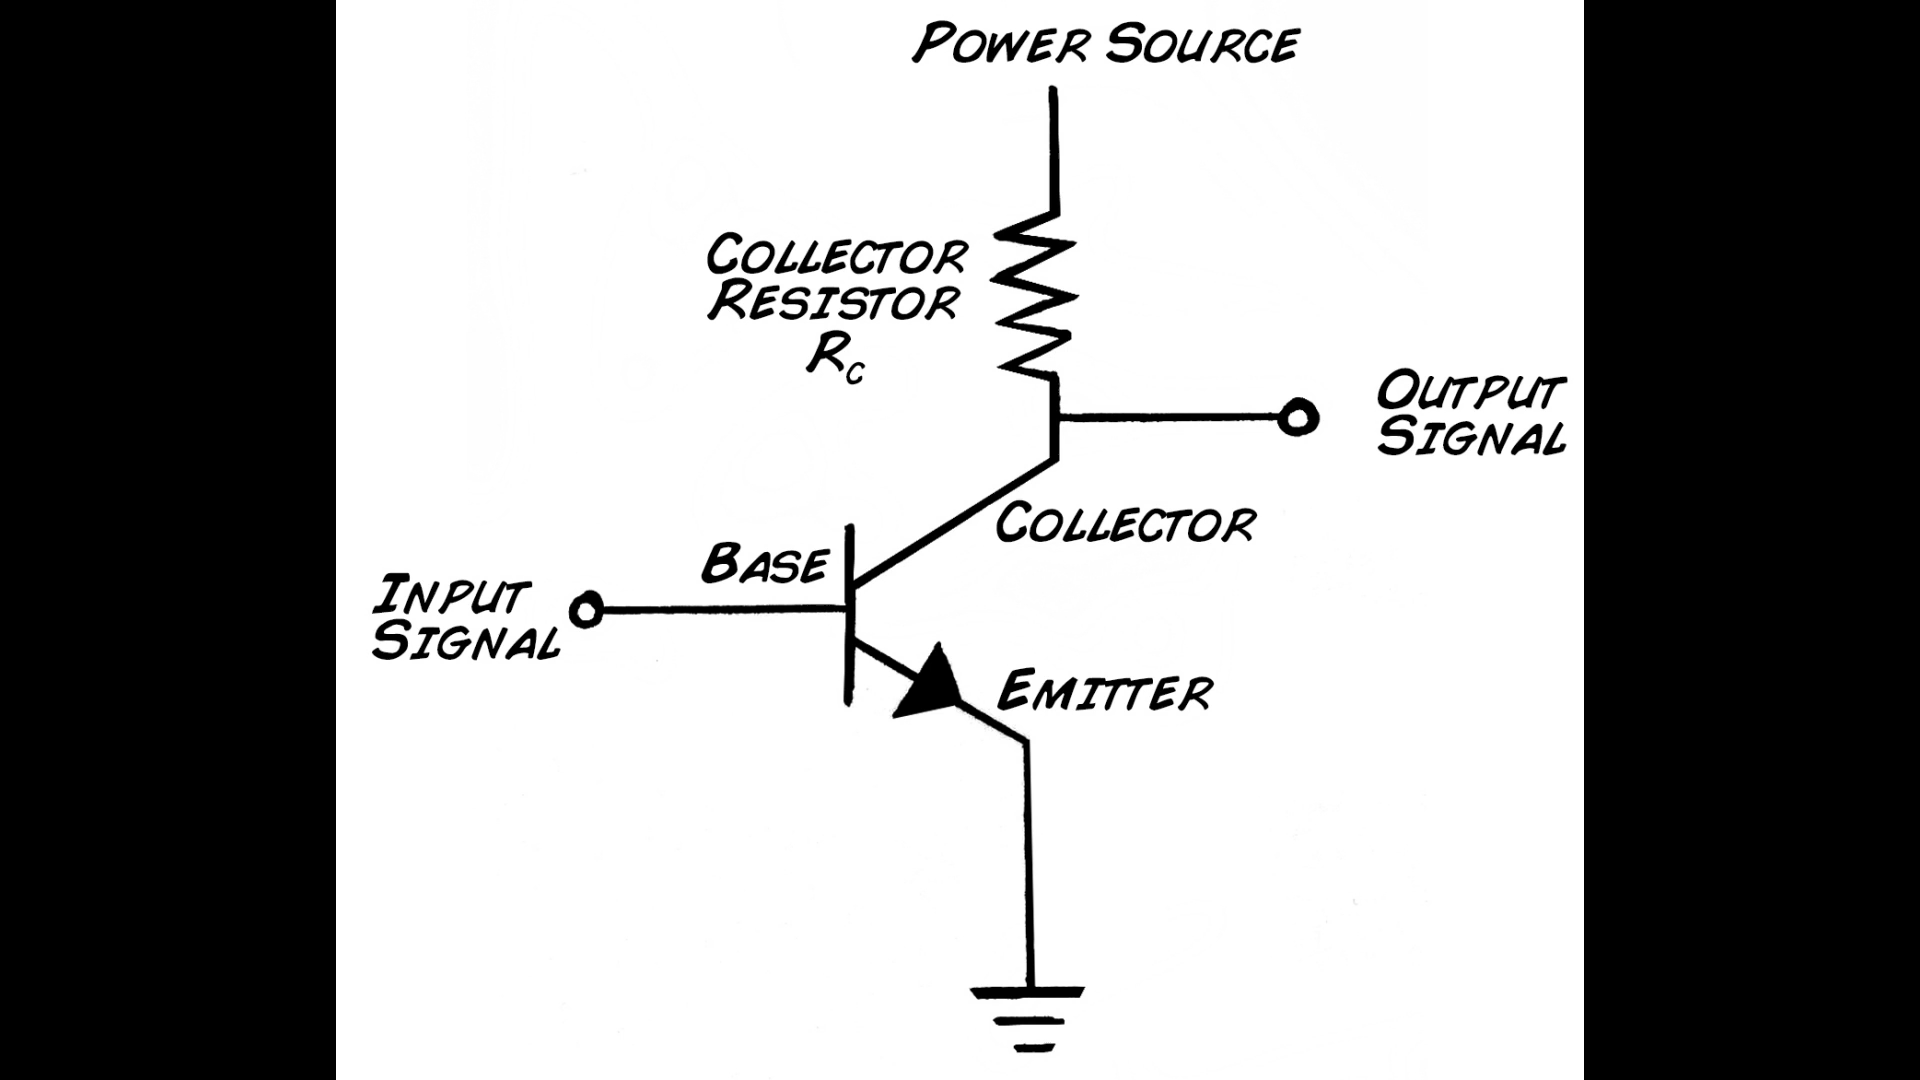 POWER SOURCE
COLLECTOR
RESISTOR
Rc
OUTPUT
SIGNAL
COLLECTOR
BASE
INPUT
SIGNAL
EMITTER